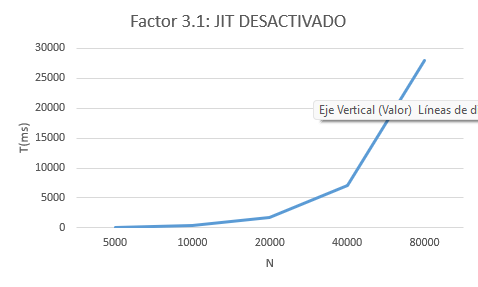 Factor 3.1: JIT DESACTIVADO
30000
25000
20000
15000
10000
5000
0
T(ms)
Eje Vertical (Valor) Líneas de d
5000 10000 20000 40000 80000
N